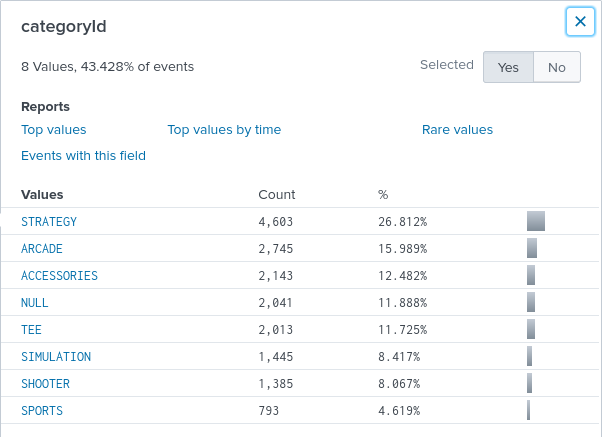 categoryId
8 Values, 43.428% of events
Selected Yes No
Reports
Top values Top values by time Rare values
Events with this field
Values Count %
STRATEGY 4,603 26.812%
ARCADE 2,745 15.989%
ACCESSORIES 2,143 12.482%
NULL 2,041 11.888%
TEE 2,013 11.725%
SIMULATION 1,445 8.417%
SHOOTER 1,385 8.067%
SPORTS 793 4.619%